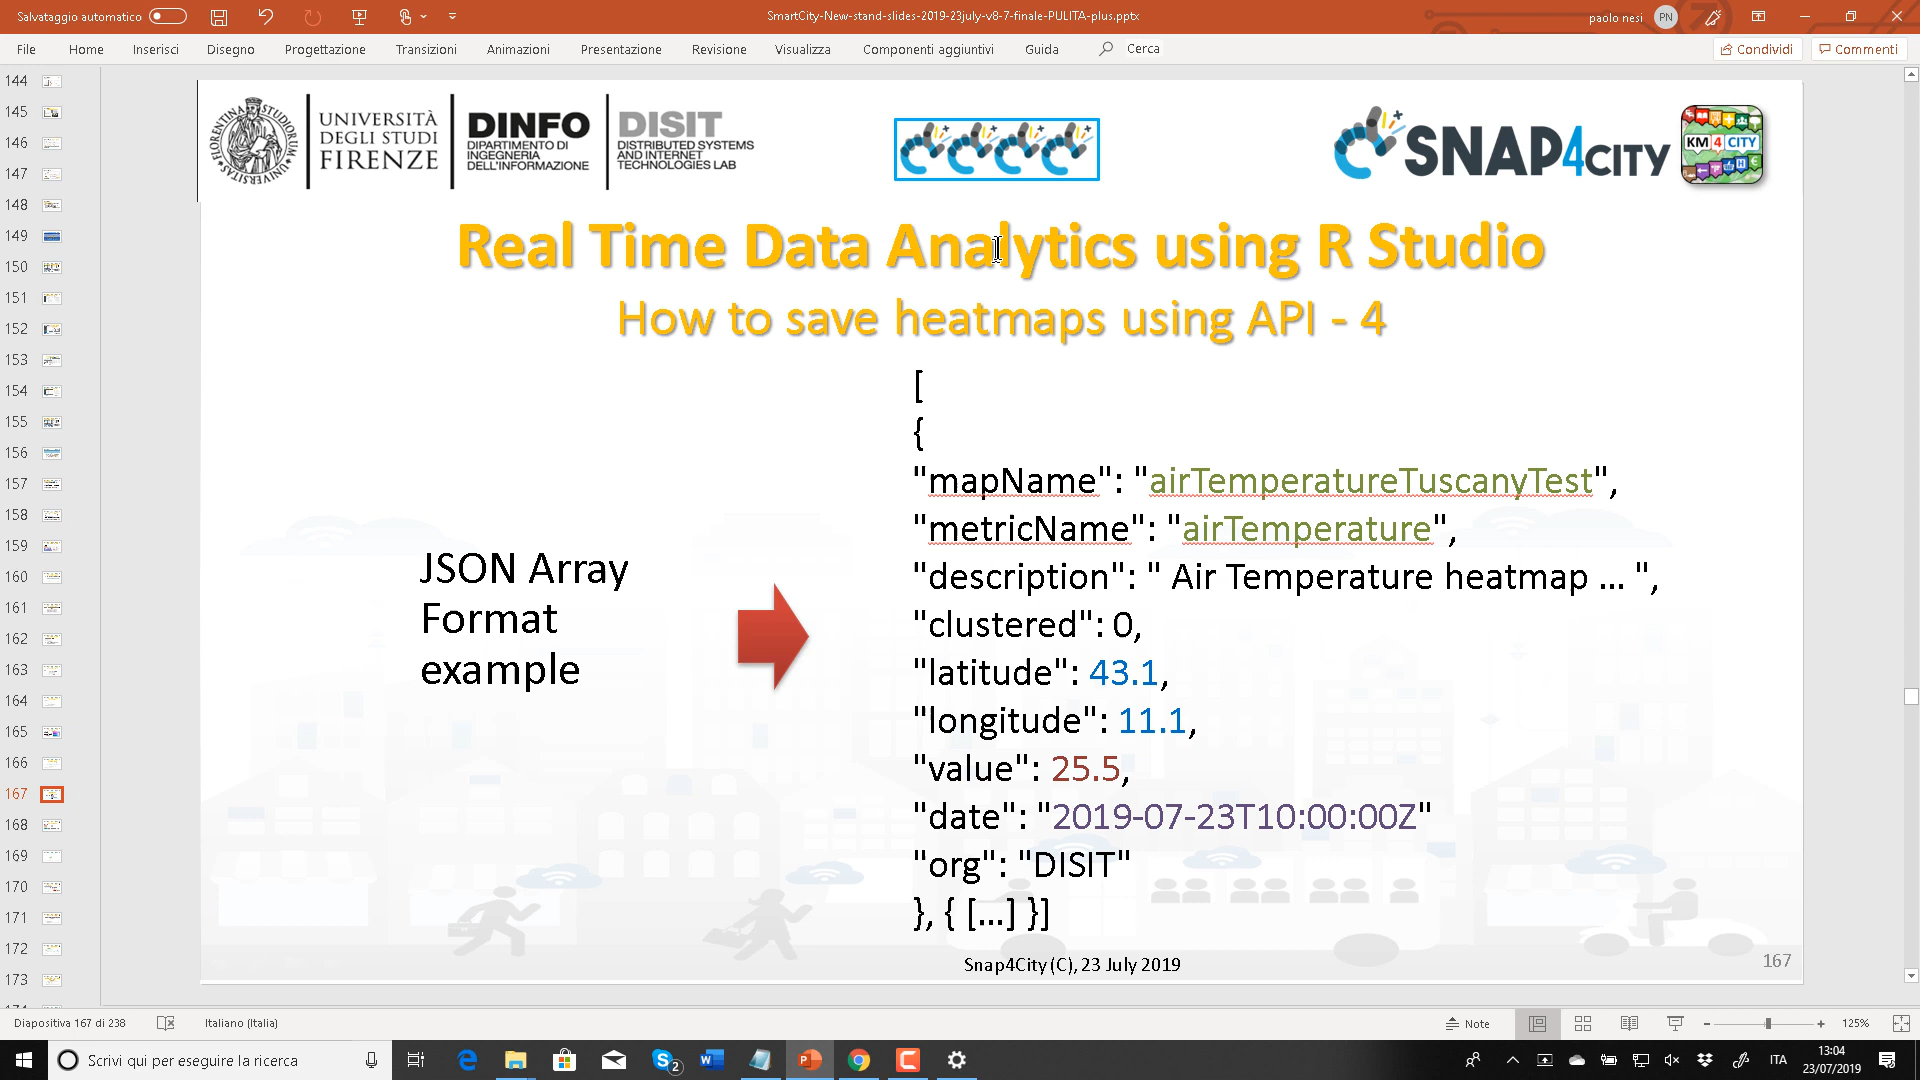 Salvataggio automatico
SmartCity-New-stand-slides-2019-23july-v8-7-finale-PULITA-plus.pptx
paolo nesi
PN
File Home Inserisci Disegno Progettazione Transizioni Animazioni Presentazione Revisione Visualizza Componenti aggiuntivi Guida Cerca
Condividi
Commenti
144
145
146
147
148
149
150
151
152
153
154
155
156
157
158
159
160
161
162
163
164
165
166
167
168
169
170
171
172
173
UNIVERSITÀ
DEGLI STUDI
FIRENZE
DINFO
DIPARTIMENTO DI
INGEGNERIA
DELL'INFORMAZIONE
DISIT
DISTRIBUTED SYSTEMS
AND INTERNET
TECHNOLOGIES LAB
SNAP4CITY
KM 4 CITY
Real Time Data Analytics using R Studio
How to save heatmaps using API - 4
JSON Array
Format
example
[
{
"mapName": "airTemperatureTuscanyTest",
"metricName": "airTemperature",
"description": " Air Temperature heatmap ... ",
"clustered": 0,
"latitude": 43.1,
"longitude": 11.1,
"value": 25.5,
"date": "2019-07-23T10:00:00Z"
"org": "DISIT"
}, { [...] }]
Snap4City (C), 23 July 2019
167
Diapositiva 167 di 238
Italiano (Italia)
Note
125%
Scrivi qui per eseguire la ricerca
2
ITA
13:04
23/07/2019